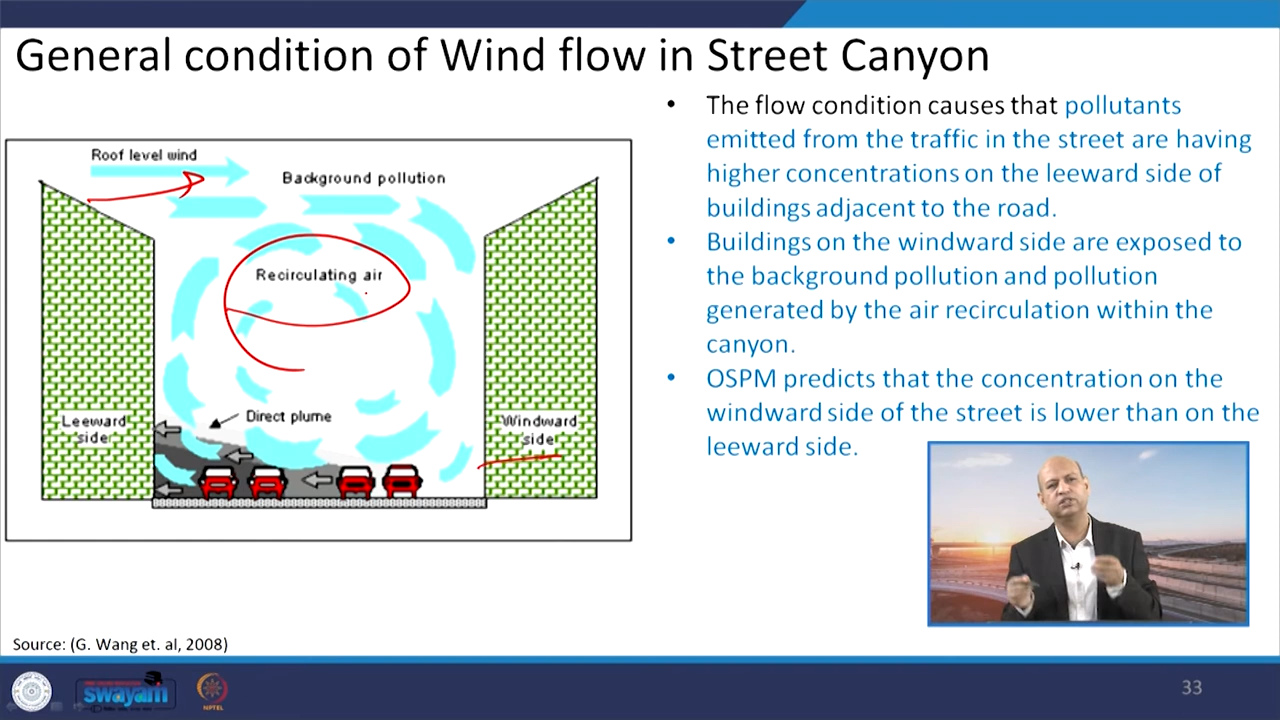 General condition of Wind flow in Street Canyon
Roof level wind
Background pollution
Recirculating air
Direct plume
Leeward
side
Windward
side
• The flow condition causes that pollutants
emitted from the traffic in the street are having
higher concentrations on the leeward side of
buildings adjacent to the road.
• Buildings on the windward side are exposed to
the background pollution and pollution
generated by the air recirculation within the
canyon.
• OSPM predicts that the concentration on the
windward side of the street is lower than on the
leeward side.
Source: (G. Wang et. al, 2008)
swayam
NPTEL
33